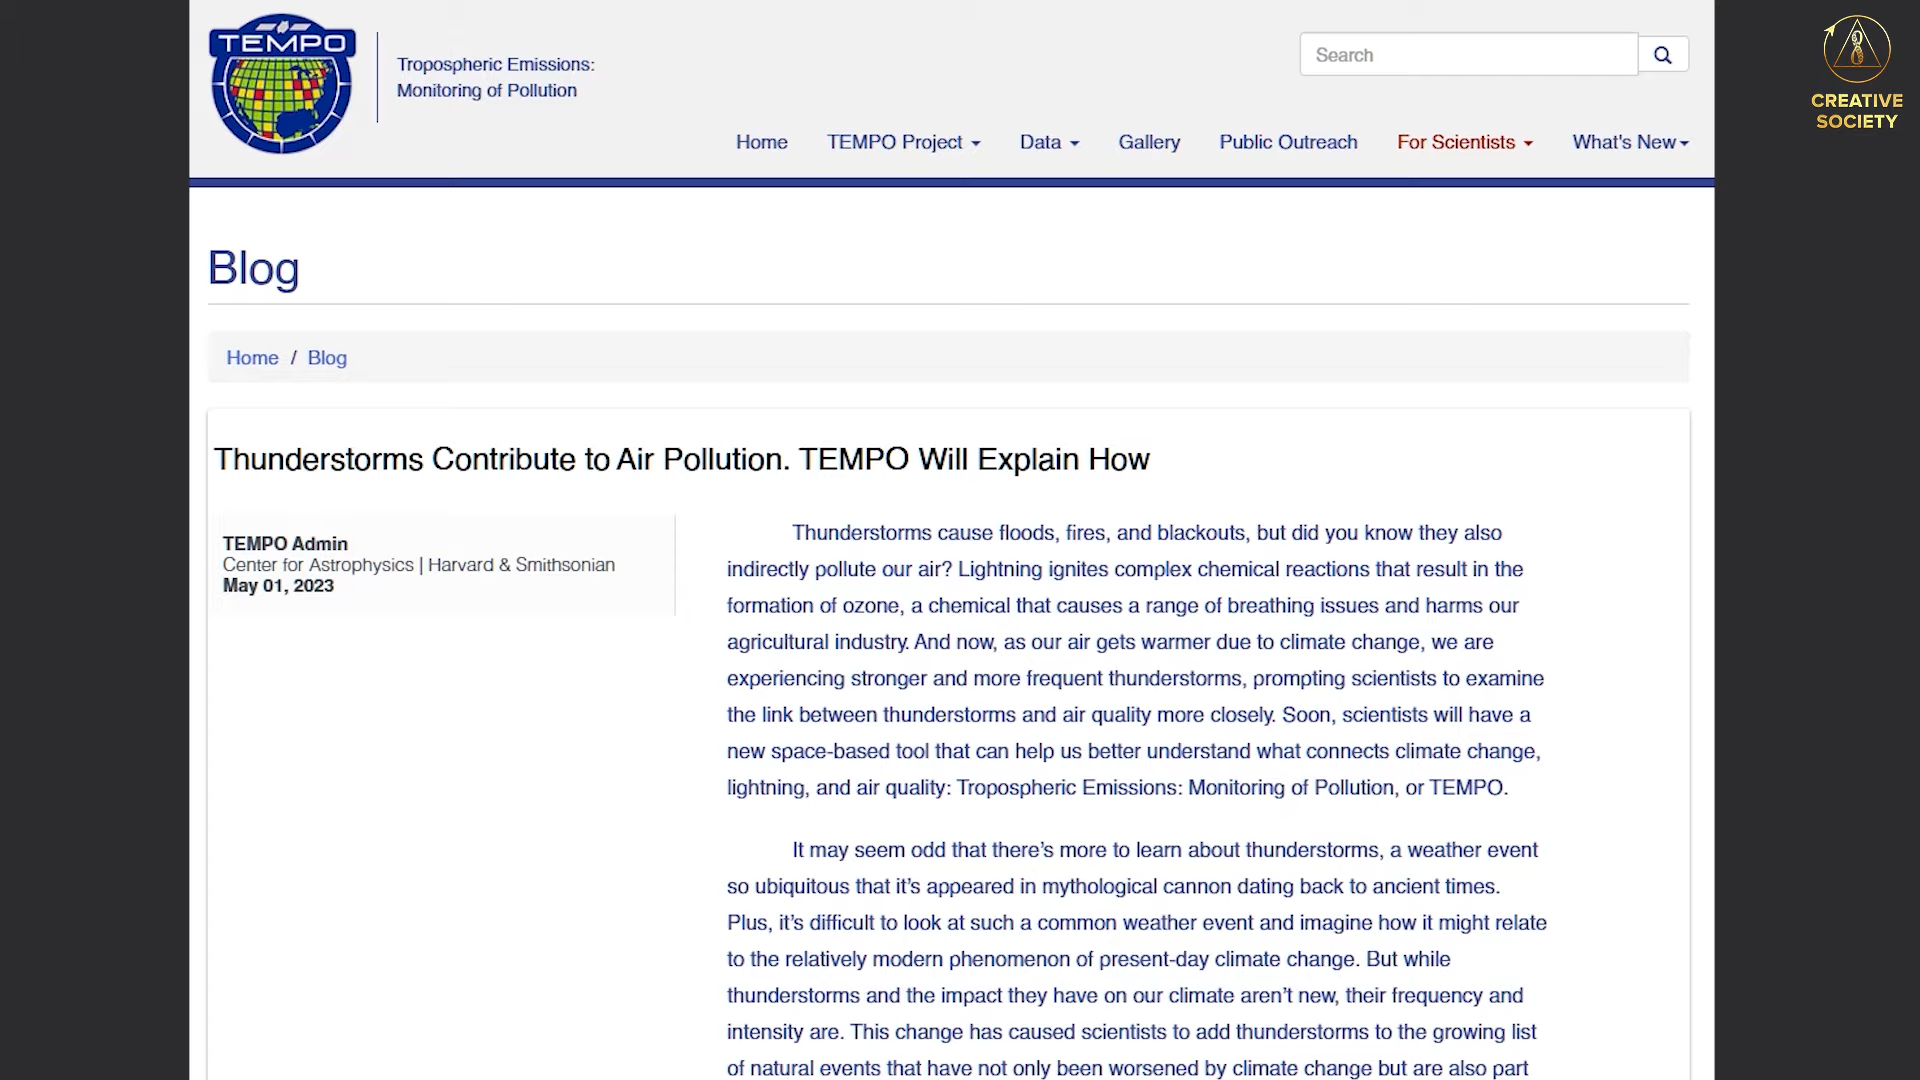 TEMPO
Tropospheric Emissions:
Monitoring of Pollution
Search
CREATIVE
SOCIETY
Home TEMPO Project Data Gallery Public Outreach For Scientists What's New
Blog
Home / Blog
Thunderstorms Contribute to Air Pollution. TEMPO Will Explain How
TEMPO Admin
Center for Astrophysics | Harvard & Smithsonian
May 01, 2023
Thunderstorms cause floods, fires, and blackouts, but did you know they also
indirectly pollute our air? Lightning ignites complex chemical reactions that result in the
formation of ozone, a chemical that causes a range of breathing issues and harms our
agricultural industry. And now, as our air gets warmer due to climate change, we are
experiencing stronger and more frequent thunderstorms, prompting scientists to examine
the link between thunderstorms and air quality more closely. Soon, scientists will have a
new space-based tool that can help us better understand what connects climate change,
lightning, and air quality: Tropospheric Emissions: Monitoring of Pollution, or TEMPO.
It may seem odd that there’s more to learn about thunderstorms, a weather event
so ubiquitous that it’s appeared in mythological cannon dating back to ancient times.
Plus, it’s difficult to look at such a common weather event and imagine how it might relate
to the relatively modern phenomenon of present-day climate change. But while
thunderstorms and the impact they have on our climate aren’t new, their frequency and
intensity are. This change has caused scientists to add thunderstorms to the growing list
of natural events that have not only been worsened by climate change but are also part